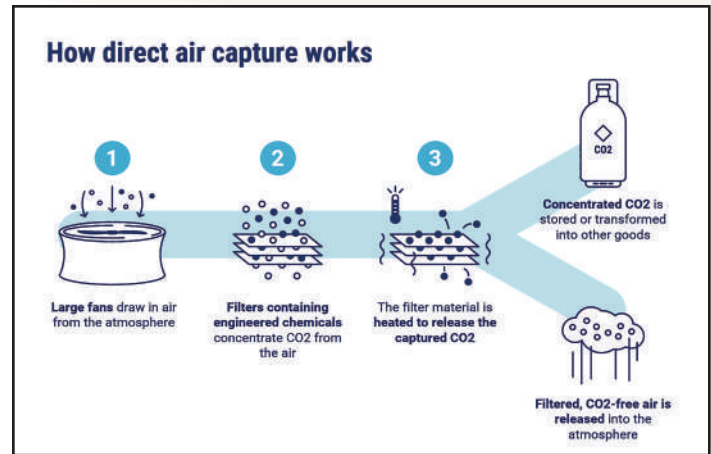 How direct air capture works
1
2
3
CO2
Large fans draw in air
from the atmosphere
Filters containing
engineered chemicals
concentrate CO2 from
the air
The filter material is
heated to release the
captured CO2
Concentrated CO2 is
stored or transformed
into other goods
Filtered, CO2-free air is
released into the
atmosphere